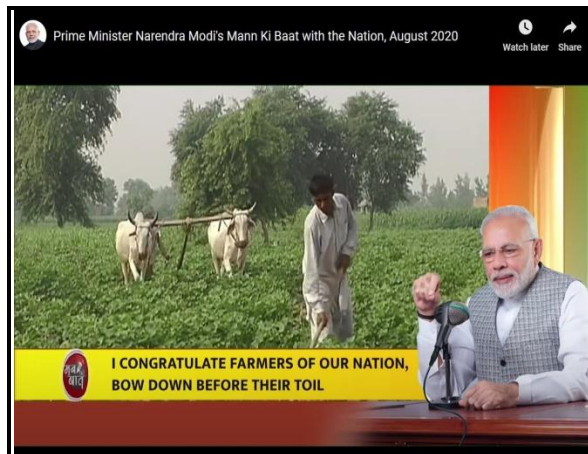 Prime Minister Narendra Modi's Mann Ki Baat with the Nation, August 2020
Watch later
Share
मन की
बात
I CONGRATULATE FARMERS OF OUR NATION,
BOW DOWN BEFORE THEIR TOIL